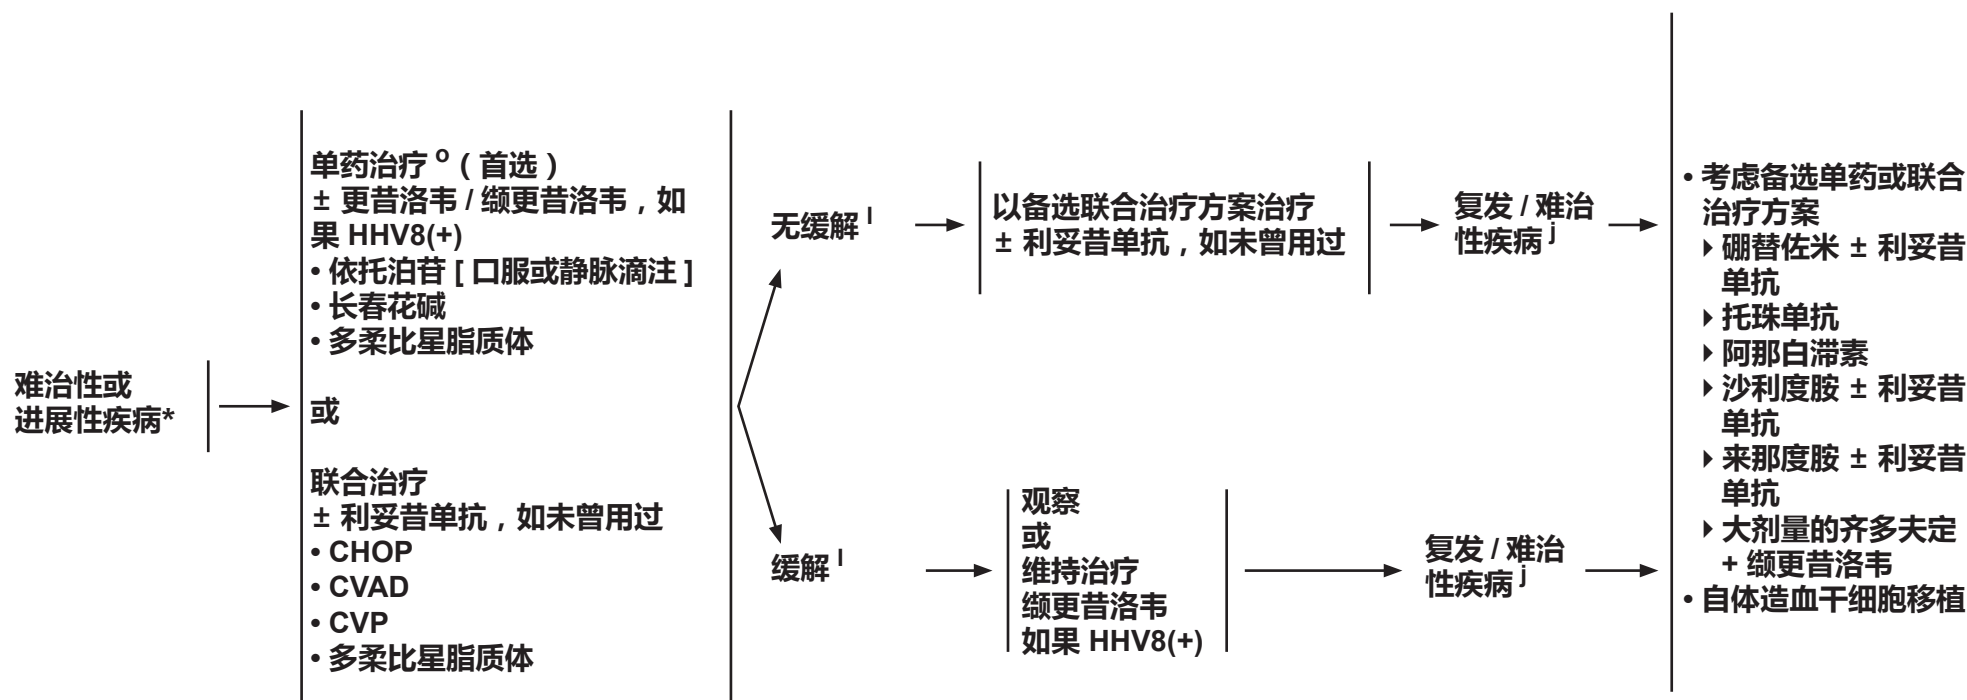 难治性或
进展性疾病*
单药治疗 o ( 首选 )
± 更昔洛韦 / 缬更昔洛韦 , 如
果 HHV8(+)
• 依托泊苷 [ 口服或静脉滴注 ]
• 长春花碱
• 多柔比星脂质体
或
联合治疗
± 利妥昔单抗 , 如未曾用过
• CHOP
• CVAD
• CVP
• 多柔比星脂质体
无缓解 l
以备选联合治疗方案治疗
± 利妥昔单抗 , 如未曾用过
复发 / 难治
性疾病 j
缓解 l
观察
或
维持治疗
缬更昔洛韦
如果 HHV8(+)
复发 / 难治
性疾病 j
• 考虑备选单药或联合
治疗方案
硼替佐米 ± 利妥昔
单抗
托珠单抗
阿那白滞素
沙利度胺 ± 利妥昔
单抗
来那度胺 ± 利妥昔
单抗
大剂量的齐多夫定
+ 缬更昔洛韦
• 自体造血干细胞移植